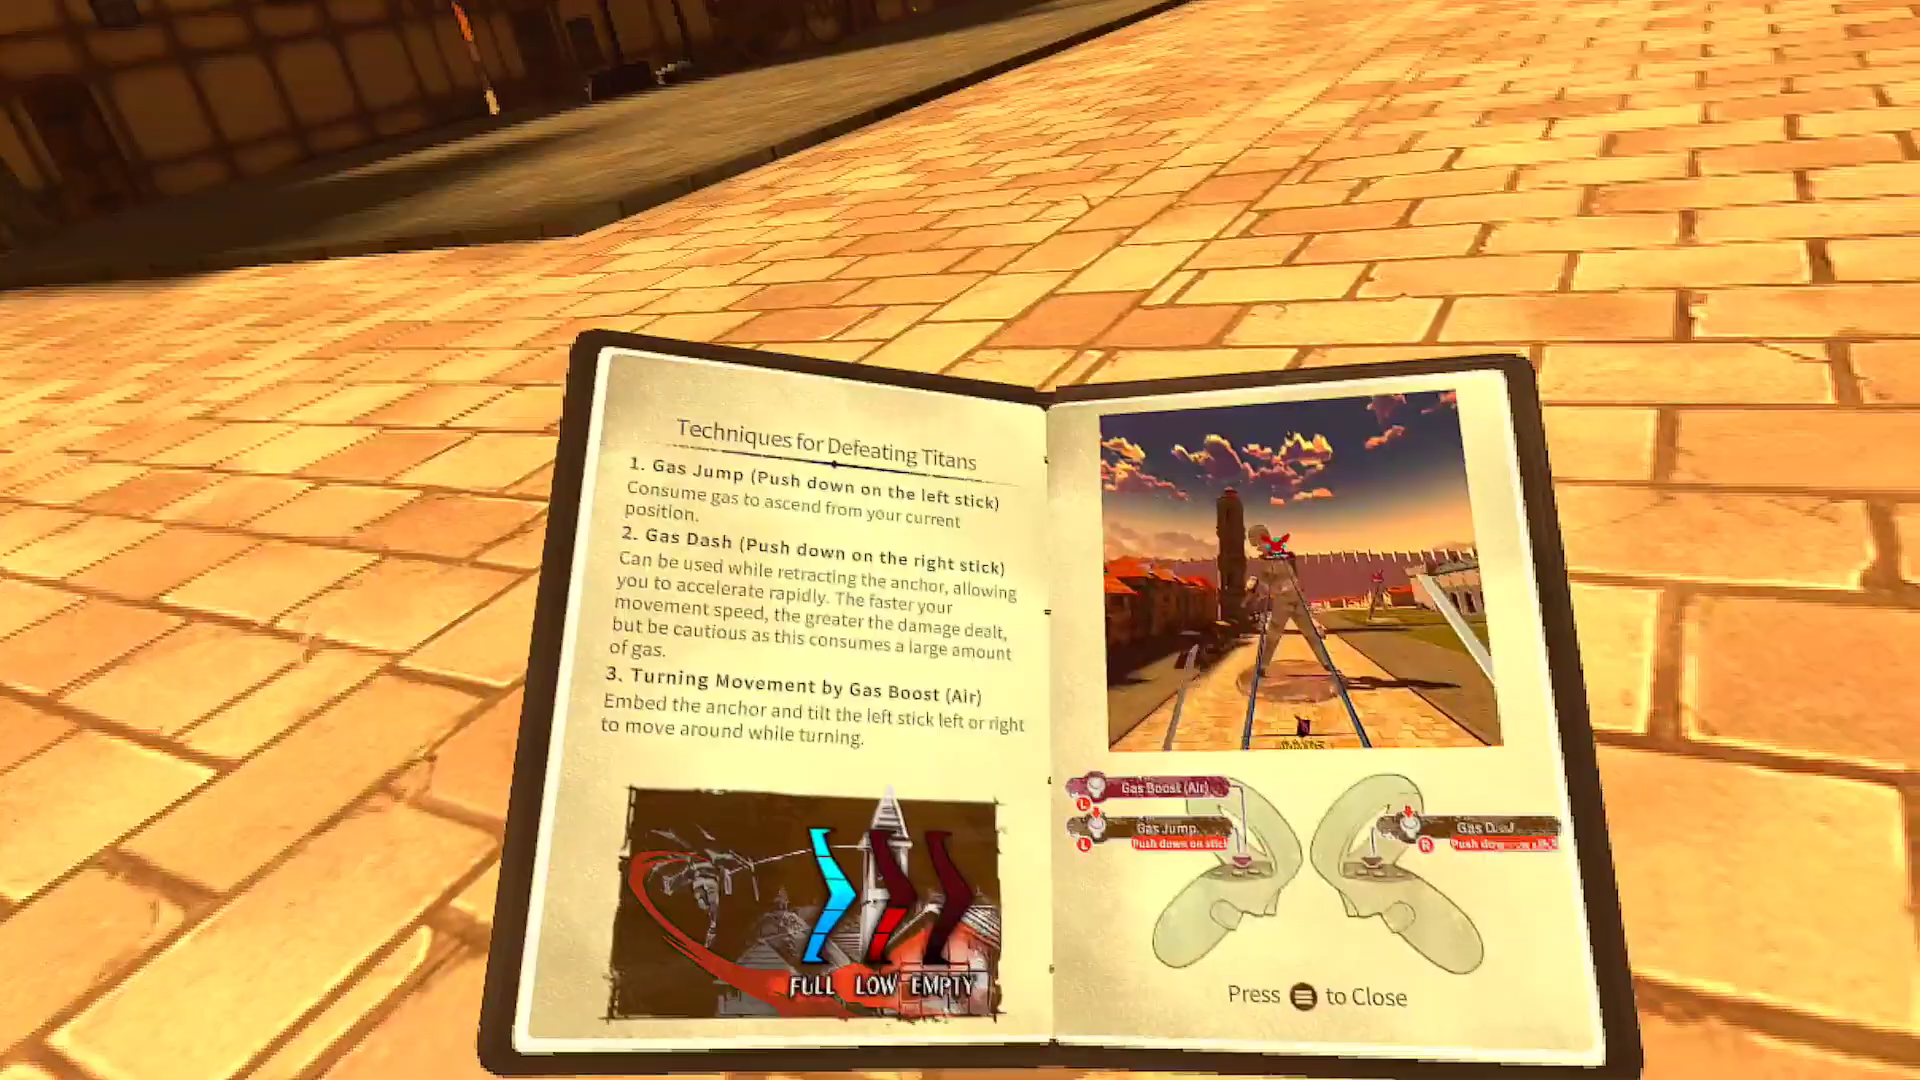 Techniques for Defeating Titans
1. Gas Jump (Push down on the left stick)
Consume gas to ascend from your current
position.
2. Gas Dash (Push down on the right stick)
Can be used while retracting the anchor, allowing
you to accelerate rapidly. The faster your
movement speed, the greater the damage dealt,
but be cautious as this consumes a large amount
of gas.
3. Turning Movement by Gas Boost (Air)
Embed the anchor and tilt the left stick left or right
to move around while turning.
FULL LOW EMPTY
Gas Boost (Air)
L
Gas Jump
L
Push down on stick
Gas
R
Push
Press to Close